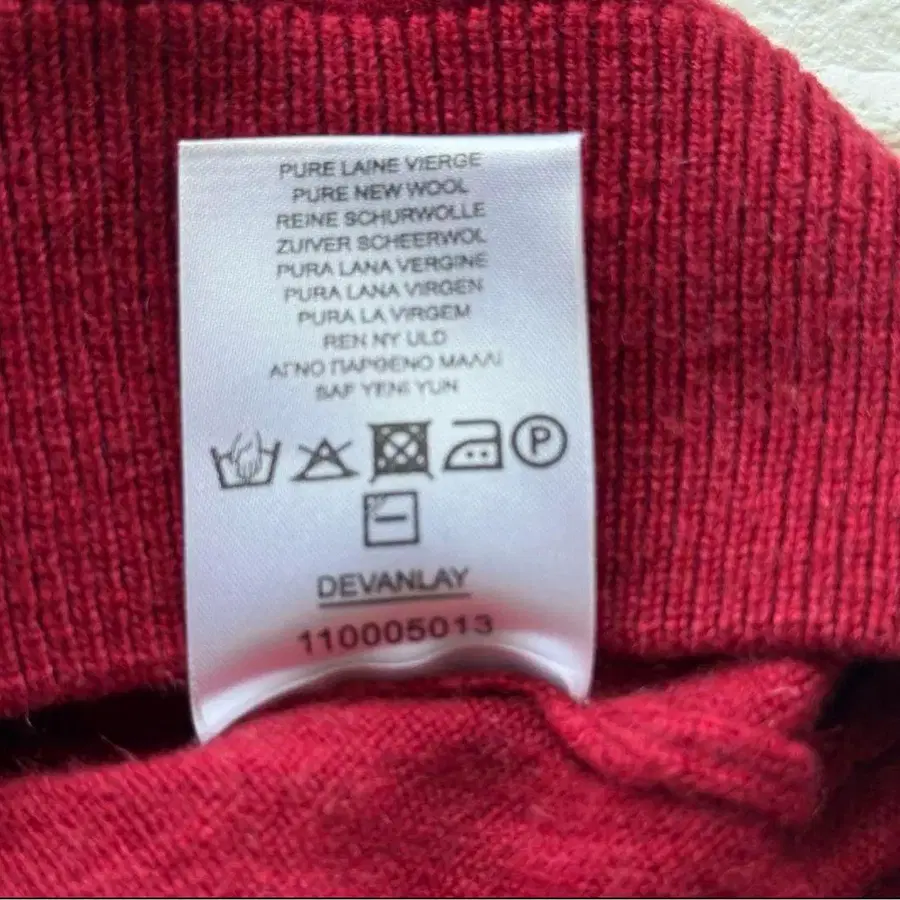 PURE LAINE VIERGE
PURE NEW WOOL
REINE SCHURWOLLE
ZUIVER SCHEERWOL
PURA LANA VERGINE
PURA LANA VIRGEN
PURA LA VIRGEM
REN NY ULD
ΑΓΝΟ ΠΑΡΘΕΝΟ ΜΑΛΛΙ
SAF YENI YUN
P
DEVANLAY
110005013